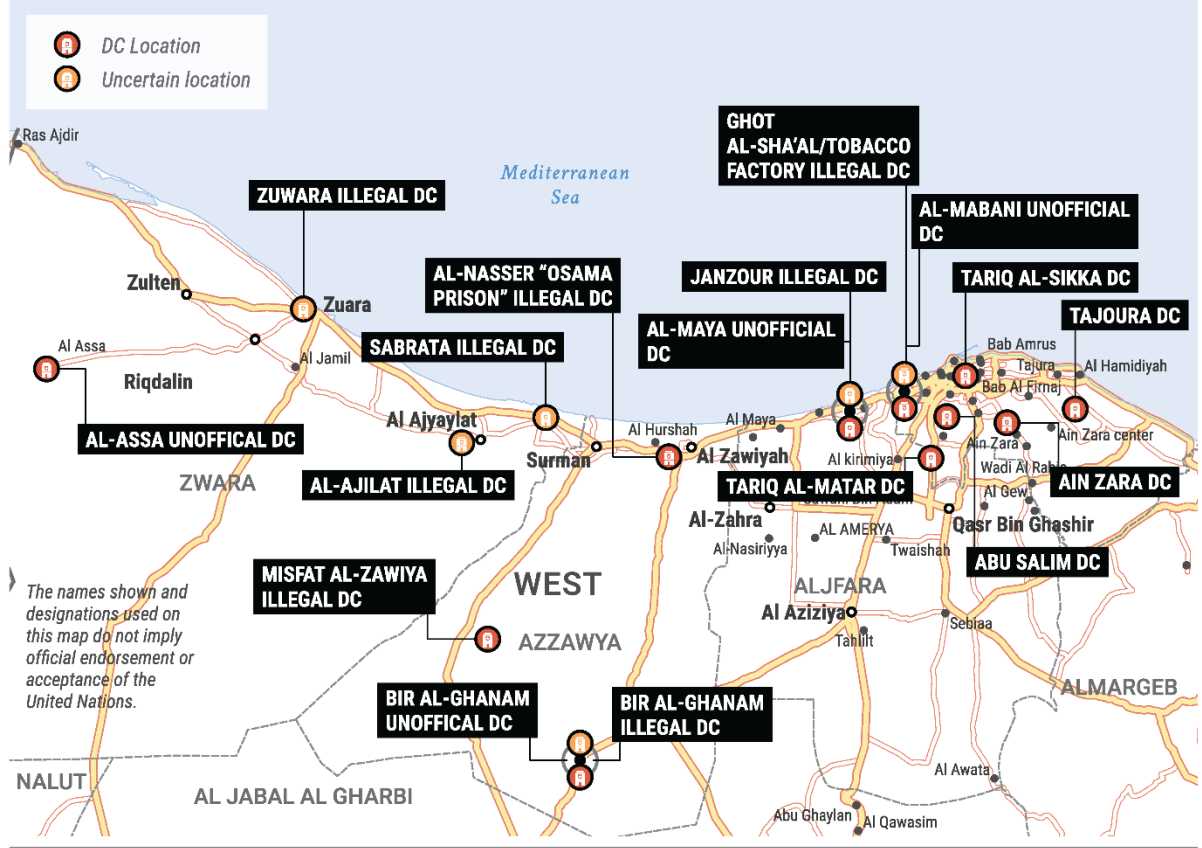 DC Location
Uncertain location
Ras Ajdir
Mediterranean
Sea
GHOT
AL-SHA'AL/TOBACCO
FACTORY ILLEGAL DC
ZUWARA ILLEGAL DC
AL-MABANI UNOFFICIAL
DC
AL-NASSER “OSAMA
PRISON” ILLEGAL DC
JANZOUR ILLEGAL DC
TARIQ AL-SIKKA DC
Zulten
Zuara
AL-MAYA UNOFFICIAL
DC
TAJOURA DC
SABRATA ILLEGAL DC
Al Assa
Al Jamil
Bab Amrus
Tajura
Al Hamidiyah
Riqdalin
Bab Al Firnaj
AL-ASSA UNOFFICAL DC
Al Ajyaylat
Al Hurshah
Al Maya
Ain Zara
Ain Zara center
Surman
Al Zawiyah
Al kirimiya
Wadi Al Rabia
ZWARA
AL-AJILAT ILLEGAL DC
TARIQ AL-MATAR DC
Al Gew
AIN ZARA DC
Al-Zahra
AL AMERYA
Qasr Bin Ghashir
Al-Nasiriyya
Twaishah
ABU SALIM DC
MISFAT AL-ZAWIYA
ILLEGAL DC
WEST
ALJFARA
The names shown and
designations used on
this map do not imply
official endorsement or
acceptance of the
United Nations.
Al Aziziya
Sebiaa
AZZAWYA
Tahlilt
BIR AL-GHANAM
UNOFFICAL DC
BIR AL-GHANAM
ILLEGAL DC
ALMARGEB
NALUT
AL JABAL AL GHARBI
Al Awata
Abu Ghaylan
Al Qawasim